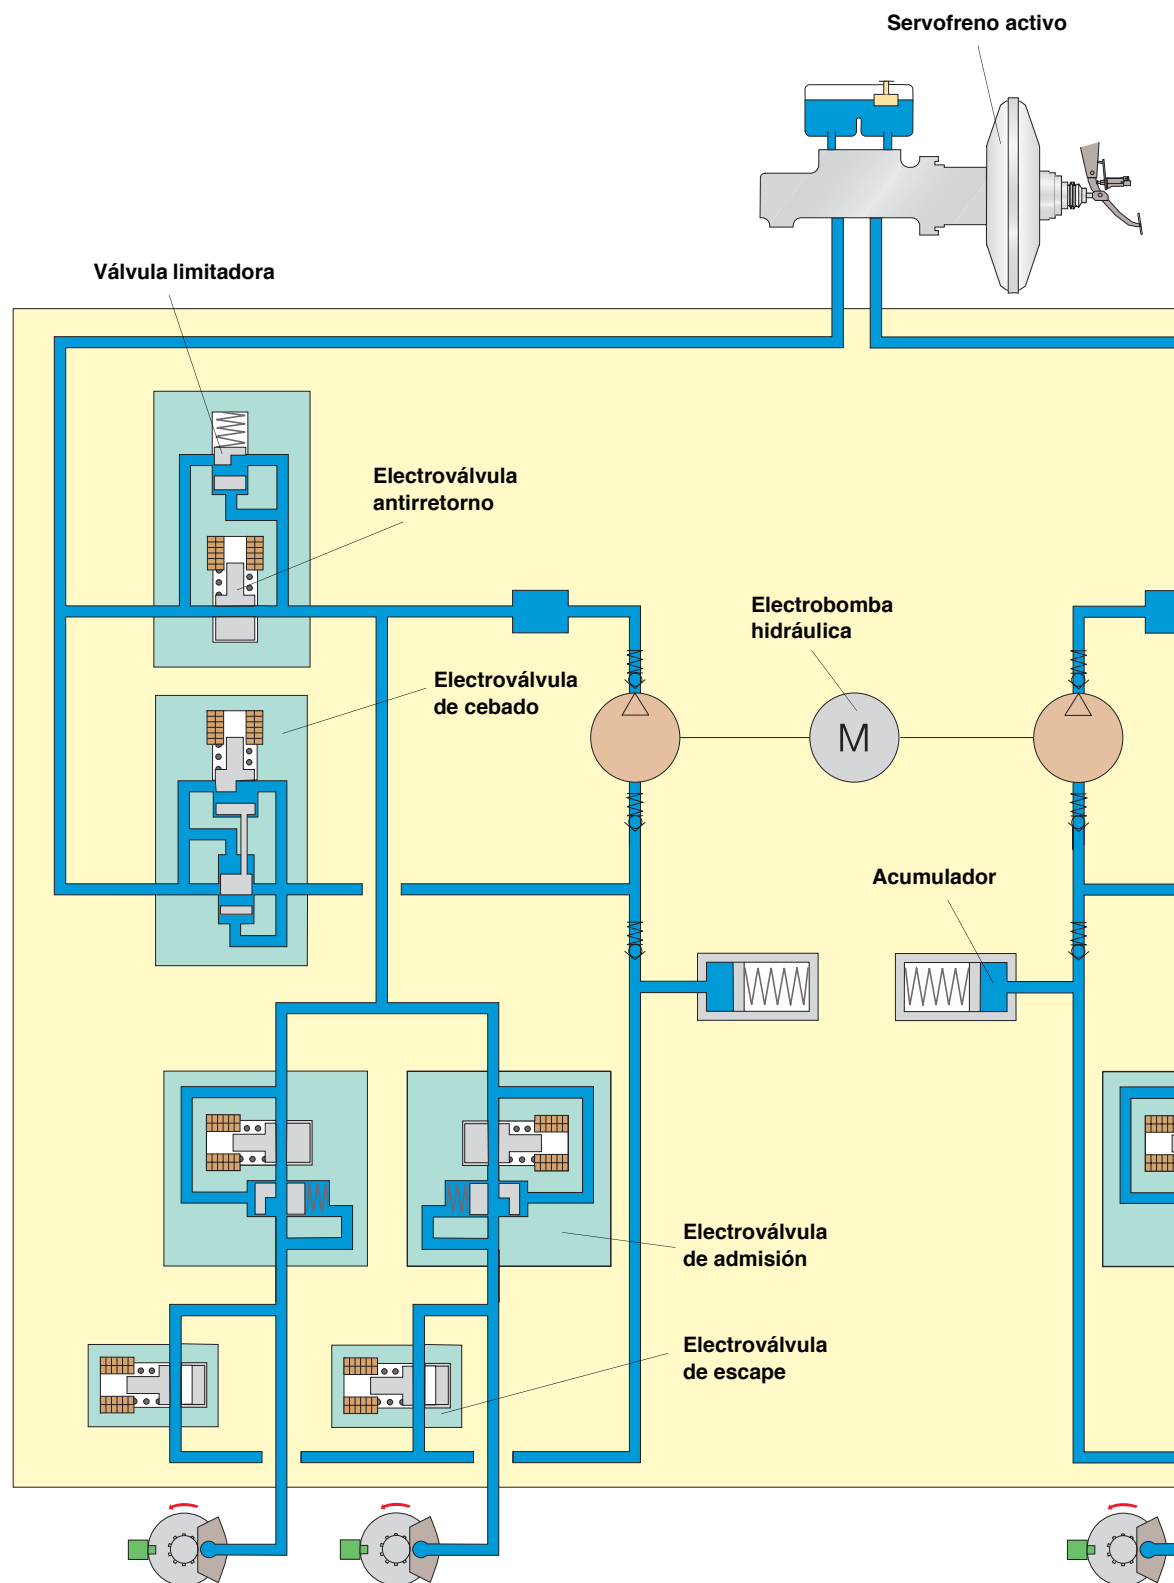 Servofreno activo
Válvula limitadora
Electroválvula
antirretorno
Electrobomba
hidráulica
Electroválvula
de cebado
M
Acumulador
Electroválvula
de admisión
Electroválvula
de escape